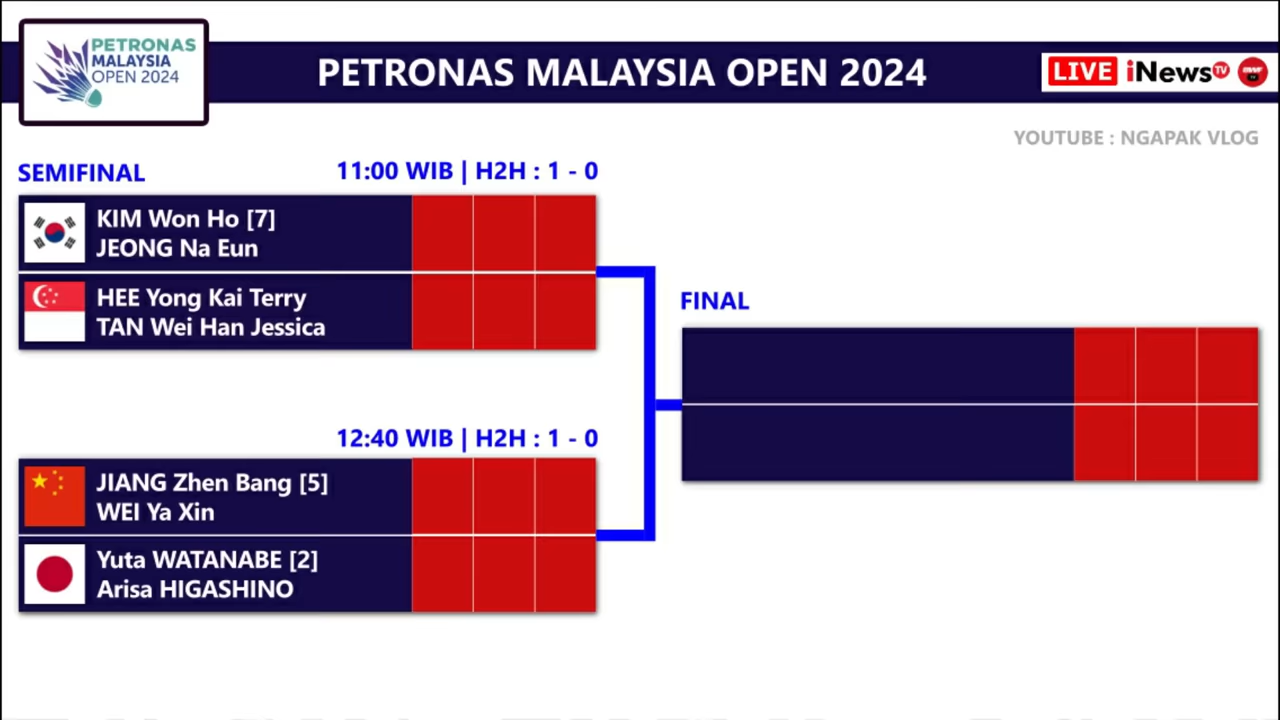 PETRONAS
MALAYSIA
OPEN 2024
PETRONAS MALAYSIA OPEN 2024
LIVE iNews TV BWF TV
YOUTUBE : NGAPAK VLOG
SEMIFINAL
11:00 WIB | H2H : 1 - 0
KIM Won Ho [7]
JEONG Na Eun
HEE Yong Kai Terry
TAN Wei Han Jessica
FINAL
12:40 WIB | H2H : 1 - 0
JIANG Zhen Bang [5]
WEI Ya Xin
Yuta WATANABE [2]
Arisa HIGASHINO